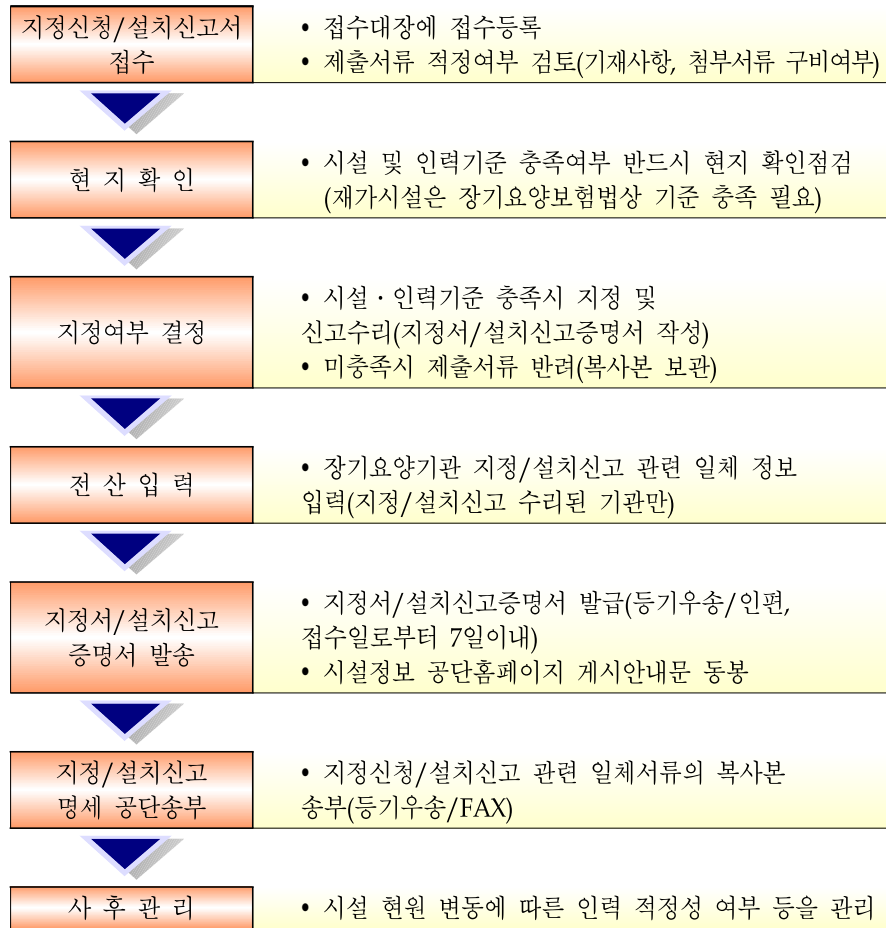 지정신청/설치신고서
접수
• 접수대장에 접수등록
• 제출서류 적정여부 검토(기재사항, 첨부서류 구비여부)
현 지 확 인
• 시설 및 인력기준 충족여부 반드시 현지 확인점검
(재가시설은 장기요양보험법상 기준 충족 필요)
지정여부 결정
• 시설·인력기준 충족시 지정 및
신고수리(지정서/설치신고증명서 작성)
• 미충족시 제출서류 반려(복사본 보관)
전 산 입 력
• 장기요양기관 지정/설치신고 관련 일체 정보
입력(지정/설치신고 수리된 기관만)
지정서/설치신고
증명서 발송
• 지정서/설치신고증명서 발급(등기우송/인편,
접수일로부터 7일이내)
• 시설정보 공단홈페이지 게시안내문 동봉
지정/설치신고
명세 공단송부
• 지정신청/설치신고 관련 일체서류의 복사본
송부(등기우송/FAX)
사 후 관 리
• 시설 현원 변동에 따른 인력 적정성 여부 등을 관리